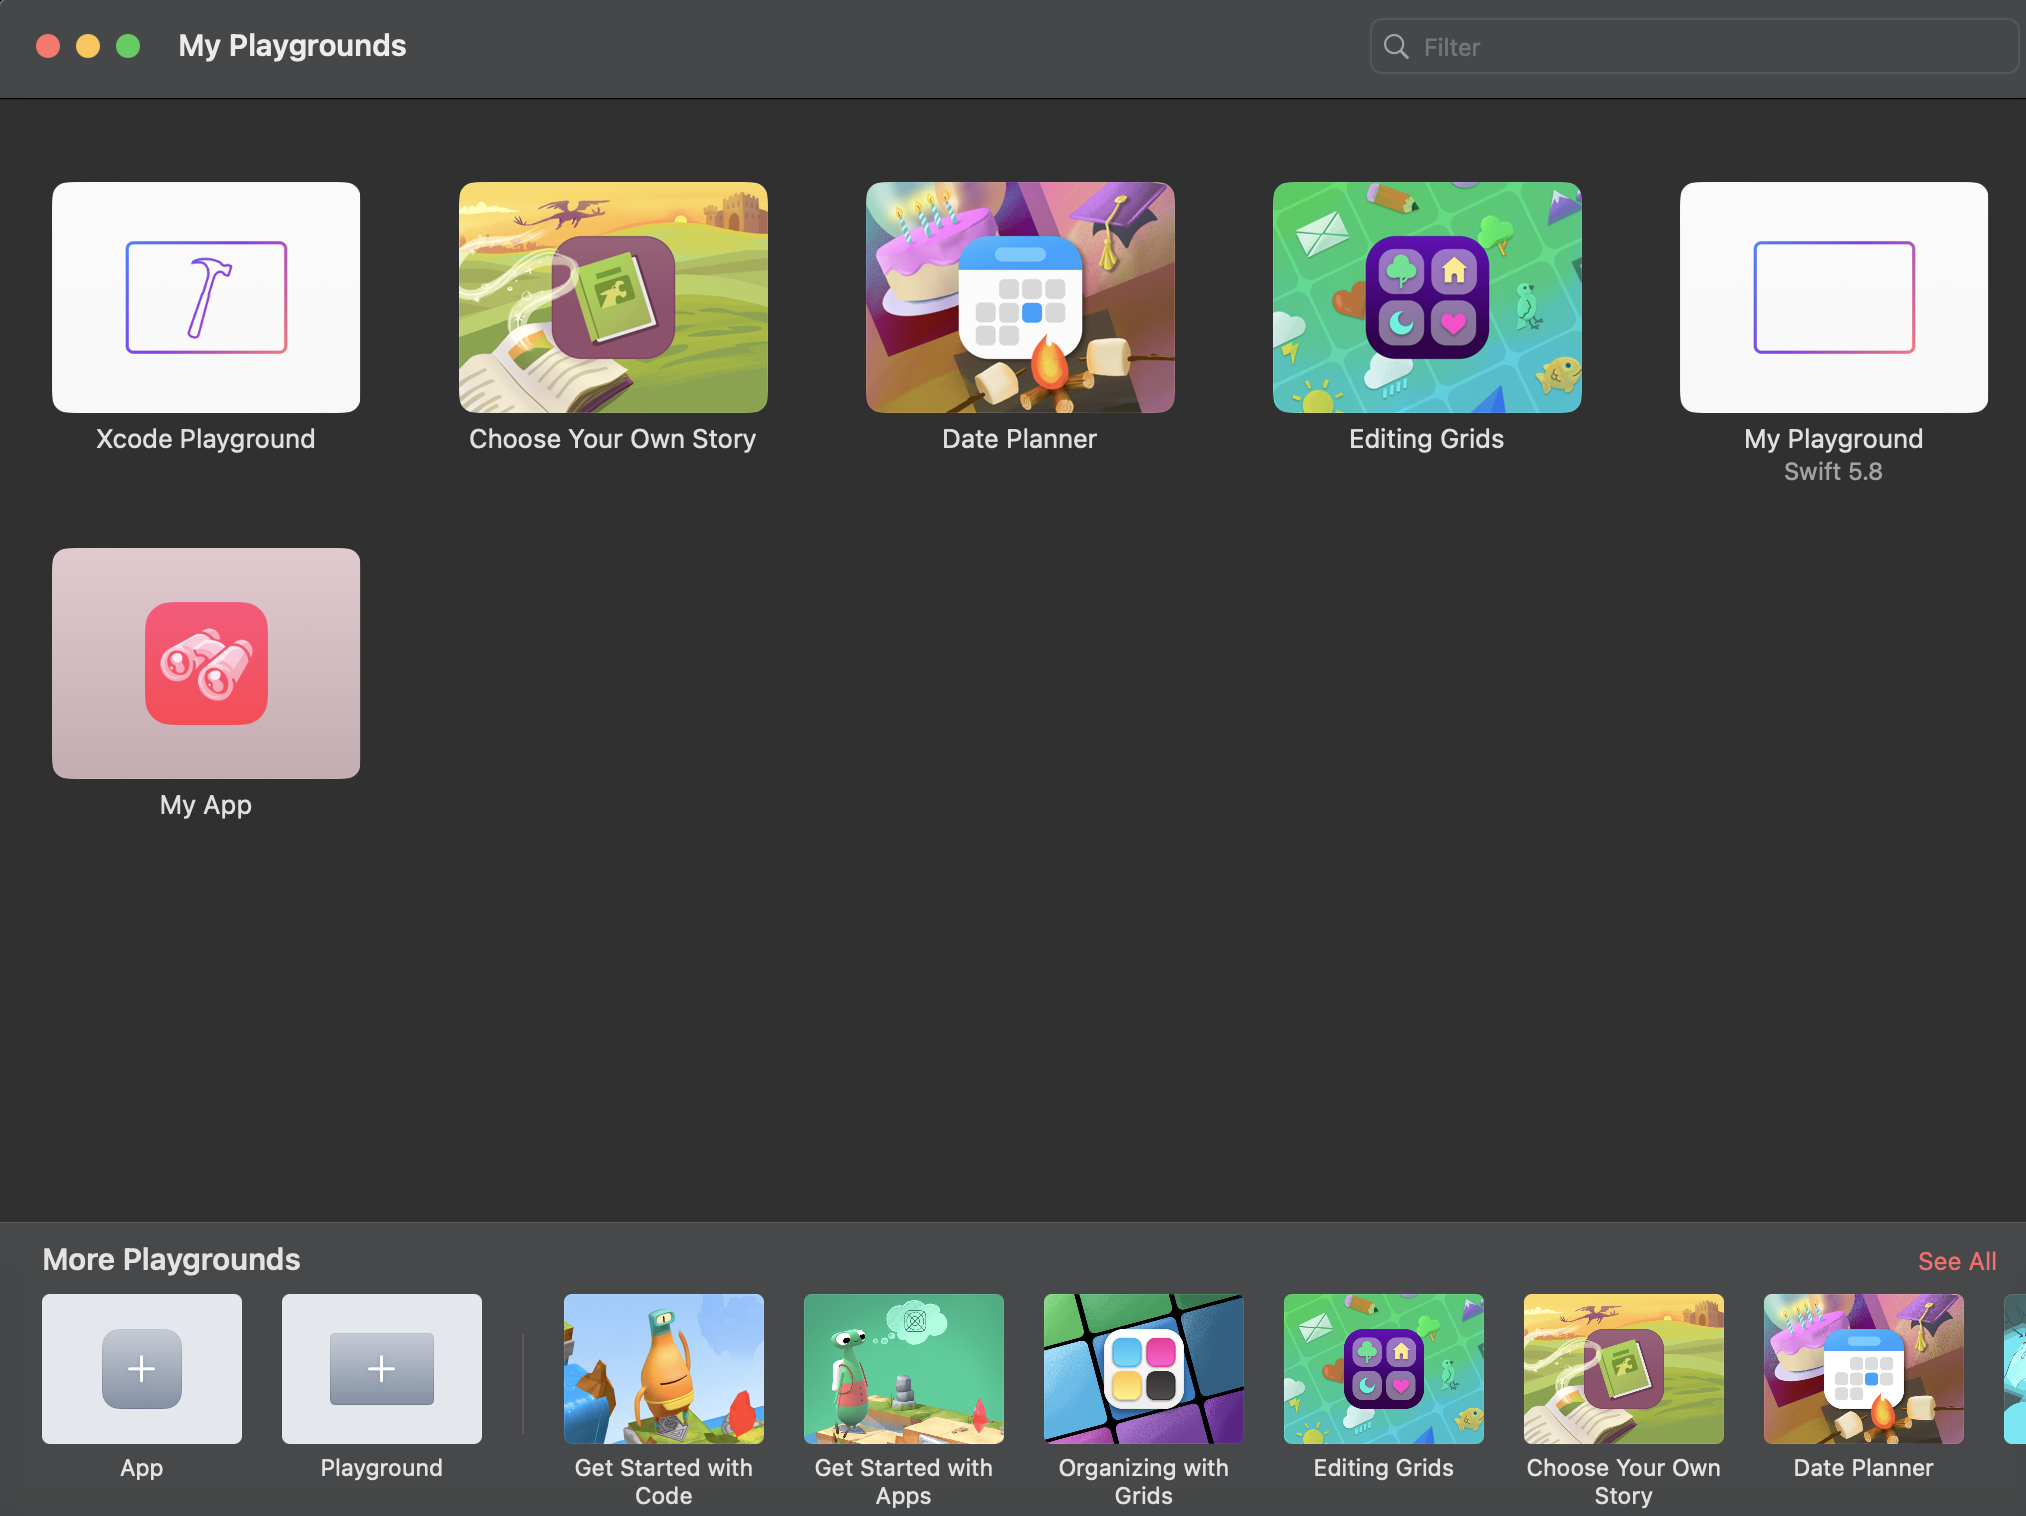 My Playgrounds
Filter
Xcode Playground
Choose Your Own Story
Date Planner
Editing Grids
My Playground
Swift 5.8
My App
More Playgrounds
See All
App
Playground
Get Started with
Code
Get Started with
Apps
Organizing with
Grids
Editing Grids
Choose Your Own
Story
Date Planner